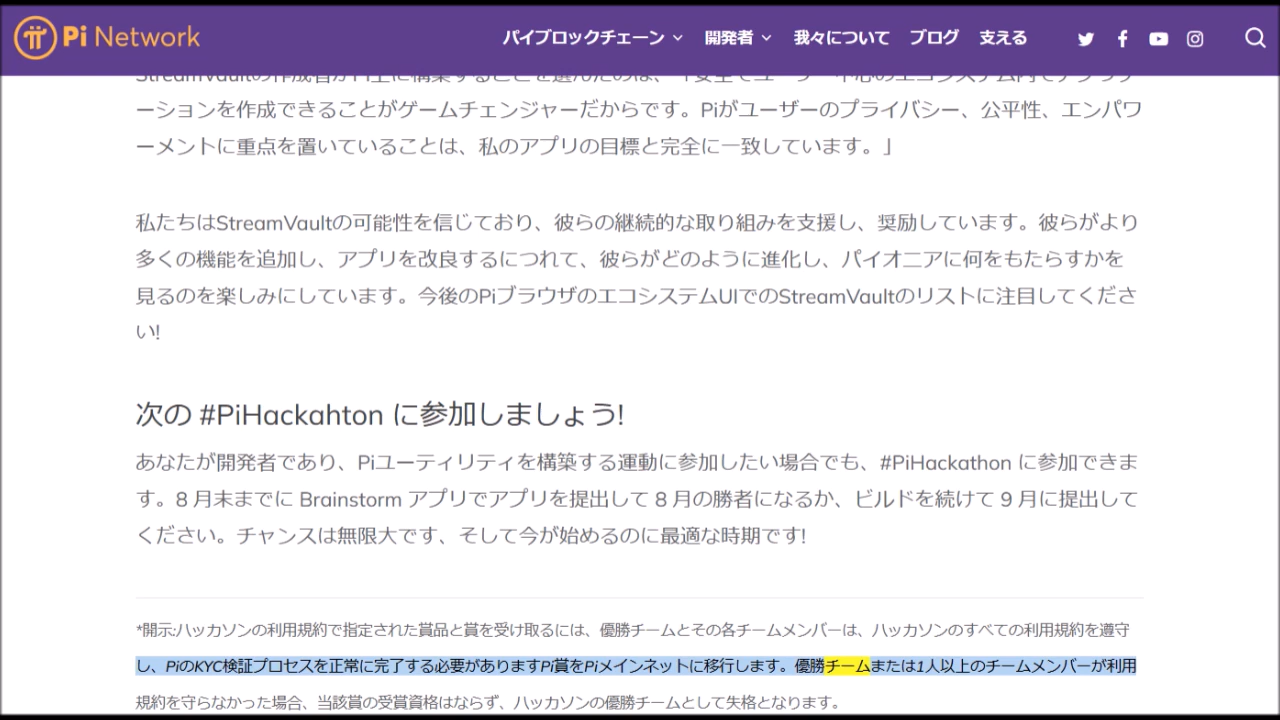 Pi Network
パイブロックチェーン 開発者 我々について ブログ 支える
ーションを作成できることがゲームチェンジャーだからです。Piがユーザーのプライバシー、公平性、エンパワ
ーメントに重点を置いていることは、私のアプリの目標と完全に一致しています。」
私たちはStreamVaultの可能性を信じており、彼らの継続的な取り組みを支援し、奨励しています。彼らがより
多くの機能を追加し、アプリを改良するにつれて、彼らがどのように進化し、パイオニアに何をもたらすかを
見るのを楽しみにしています。今後のPiブラウザのエコシステムUIでのStreamVaultのリストに注目してくださ
い!
次の #PiHackahton に参加しましょう!
あなたが開発者であり、Piユーティリティを構築する運動に参加したい場合でも、#PiHackathon に参加できま
す。8 月末までに Brainstorm アプリでアプリを提出して 8 月の勝者になるか、ビルドを続けて 9 月に提出して
ください。チャンスは無限大です、そして今が始めるのに最適な時期です!
*開示:ハッカソンの利用規約で指定された賞品と賞を受け取るには、優勝チームとその各チームメンバーは、ハッカソンのすべての利用規約を遵守
し、PiのKYC検証プロセスを正常に完了する必要がありますPi賞をPiメインネットに移行します。優勝チームまたは1人以上のチームメンバーが利用
規約を守らなかった場合、当該賞の受賞資格はならず、ハッカソンの優勝チームとして失格となります。